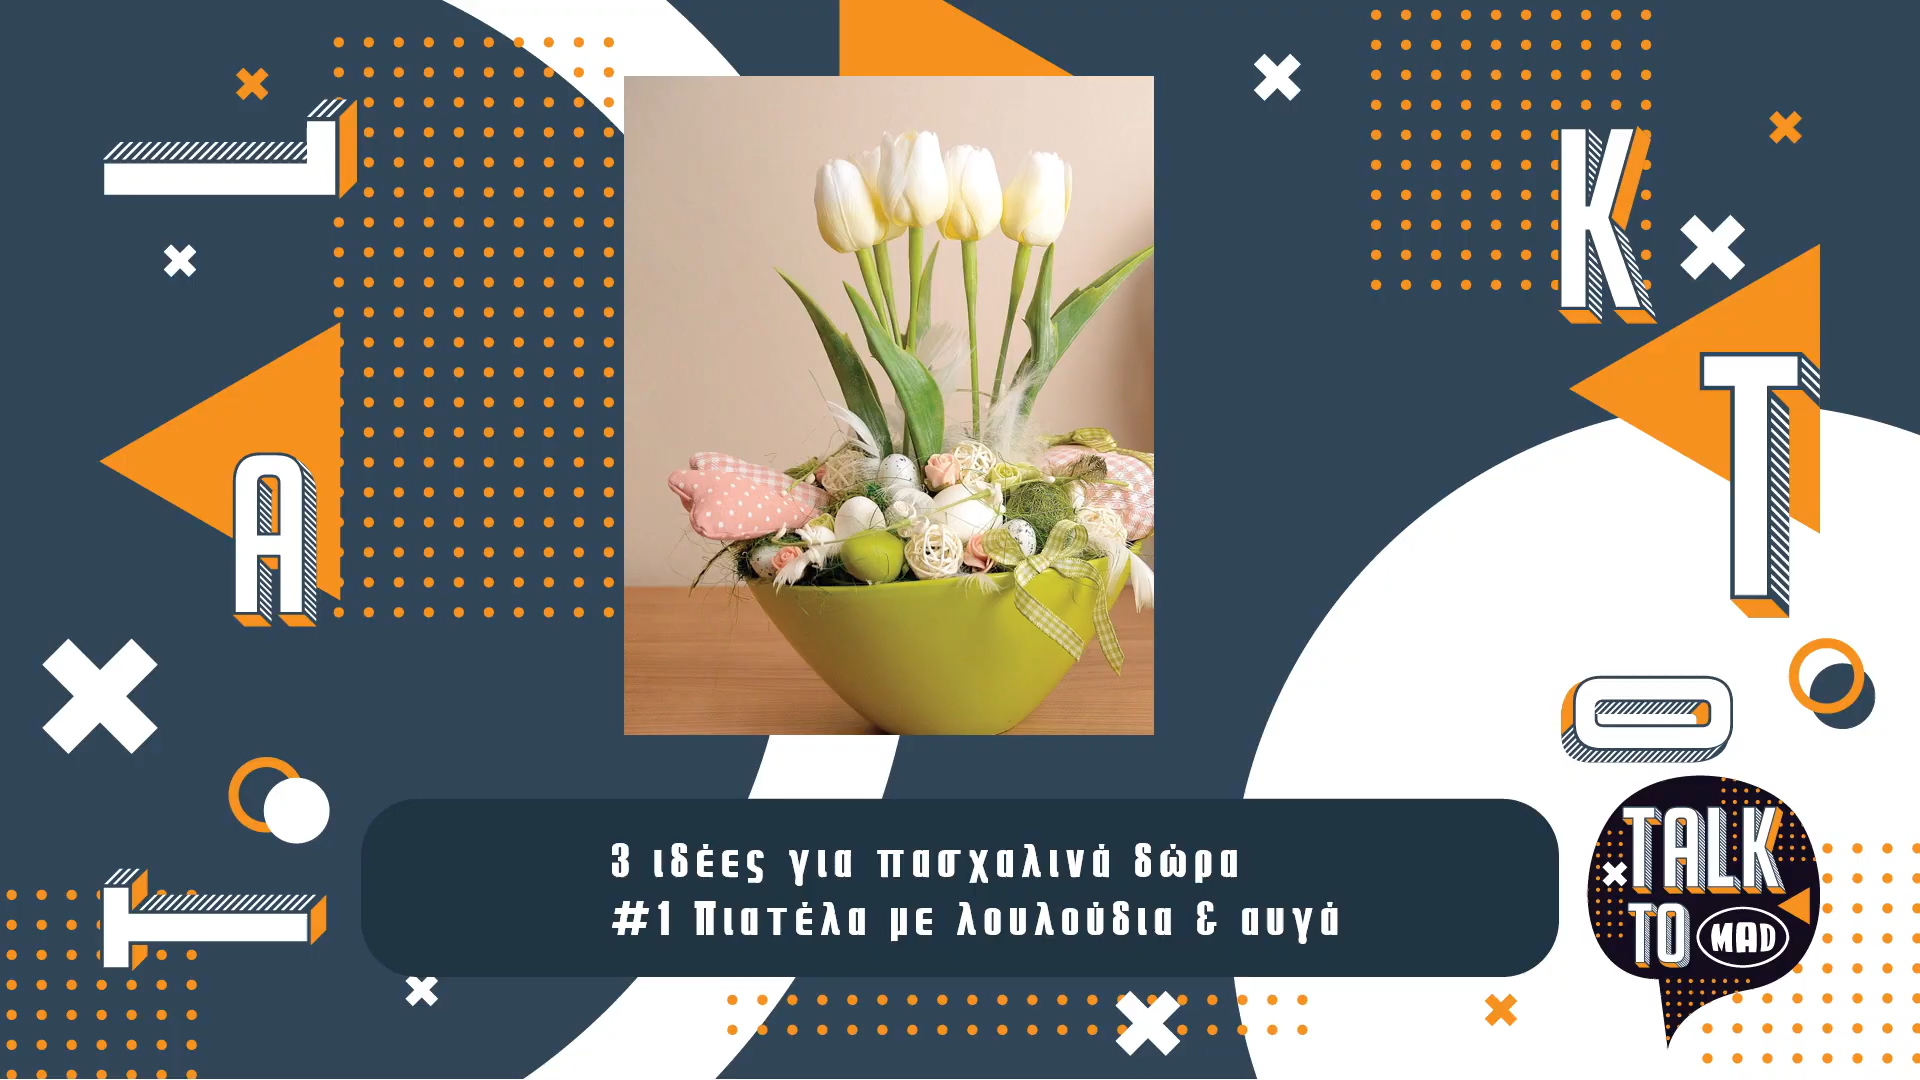 L
A
T
K
T
O
3 ιδέες για πασχαλινά δώρα
#1 Πιατέλα με λουλούδια & αυγά
TALK
TO MAD